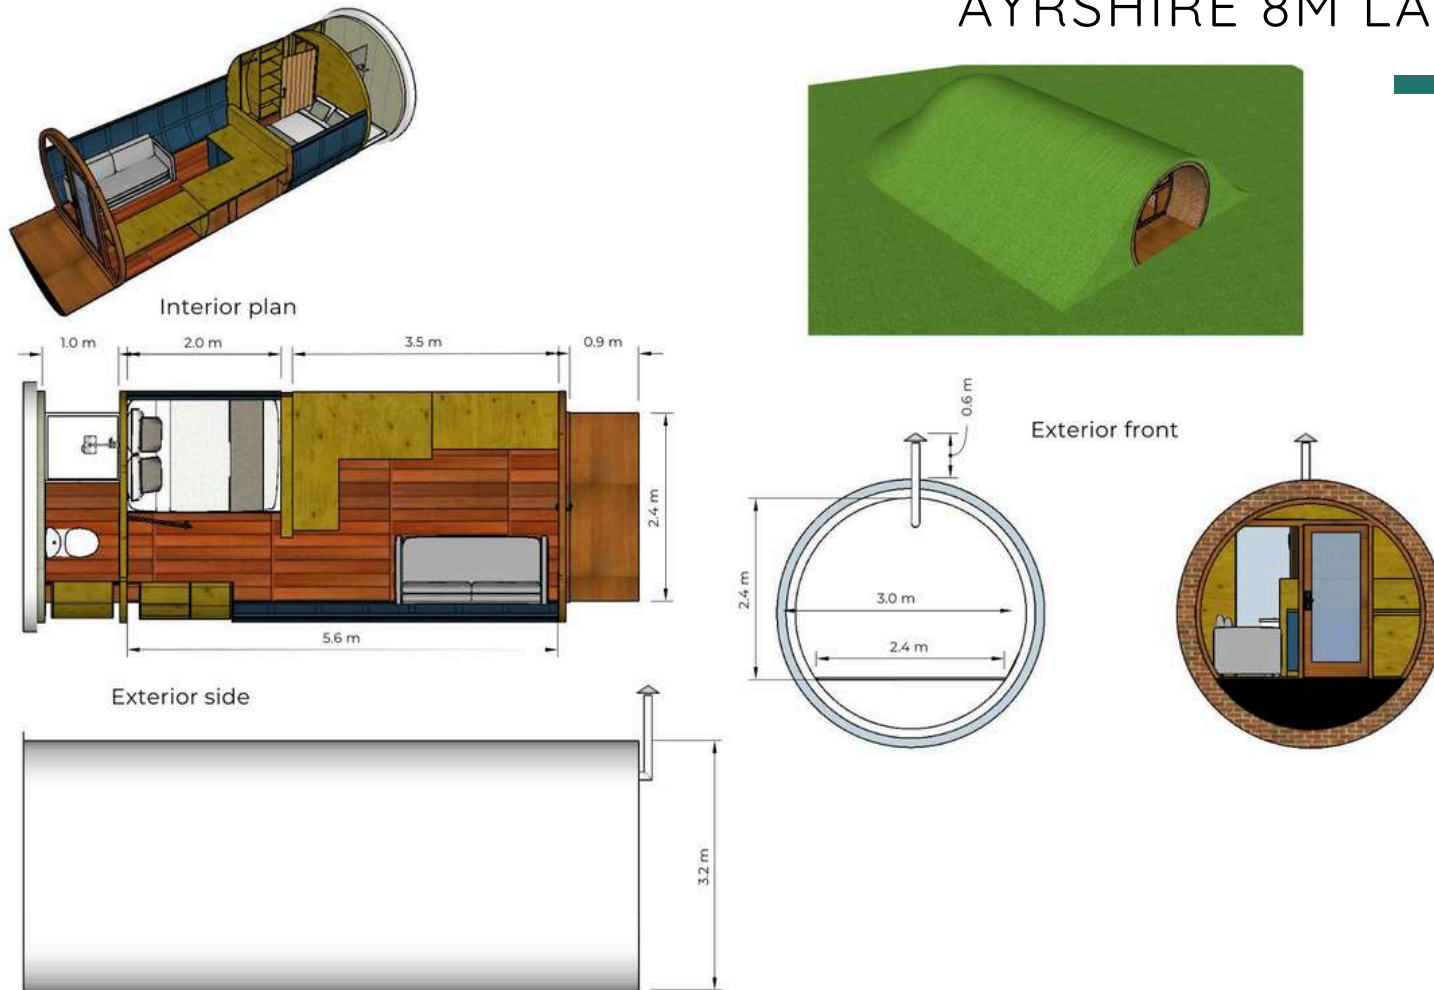 AYRSHIRE 8M LA
Interior plan
1.0 m
2.0 m
3.5 m
0.9 m
2.4 m
5.6 m
0.6 m
Exterior front
2.4 m
3.0 m
2.4 m
Exterior side
3.2 m